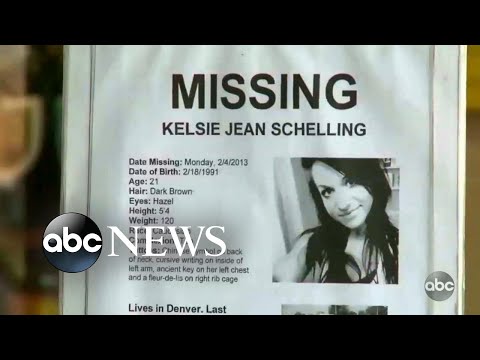 MISSING
KELSIE JEAN SCHELLING
Date Missing: Monday, 2/4/2013
Date of Birth: 2/18/1991
Age: 21
Hair: Dark Brown
Eyes: Hazel
Height: 5'4
Weight: 120
back
of neck, cursive writing on inside of
left arm, ancient key on her left chest
and a fleur-de-lis on right rib cage
Lives in Denver. Last
abc NEWS
abc